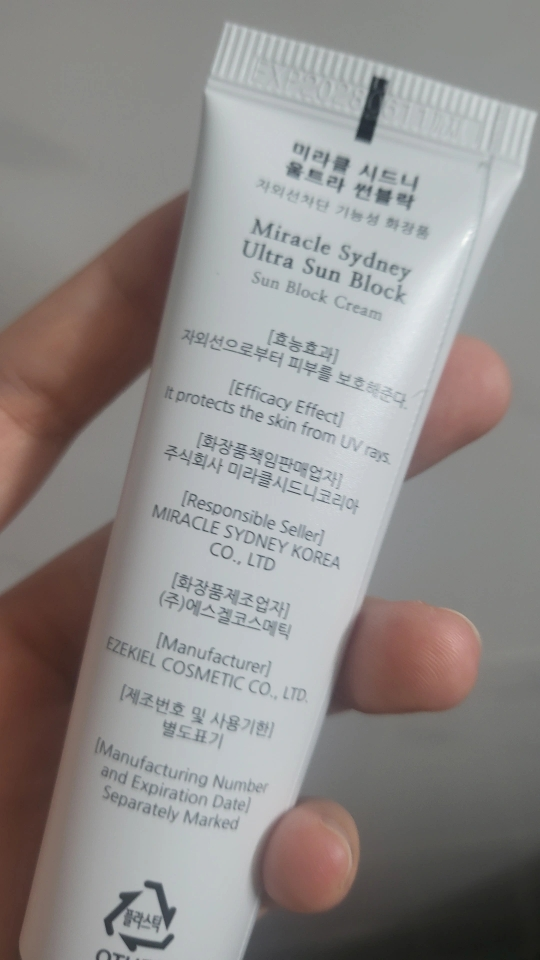 미라클 시드니
울트라 썬블락
자외선차단 기능성 화장품
Miracle Sydney
Ultra Sun Block
Sun Block Cream
[효능효과]
자외선으로부터 피부를 보호해준다.
[Efficacy Effect]
It protects the skin from UV rays.
[화장품책임판매업자]
주식회사 미라클시드니코리아
[Responsible Seller]
MIRACLE SYDNEY KOREA
CO., LTD
[화장품제조업자]
(주)에스겔코스메틱
[Manufacturer]
EZEKIEL COSMETIC CO., LTD.
[제조번호 및 사용기한]
별도표기
[Manufacturing Number
and Expiration Date]
Separately Marked
플라스틱